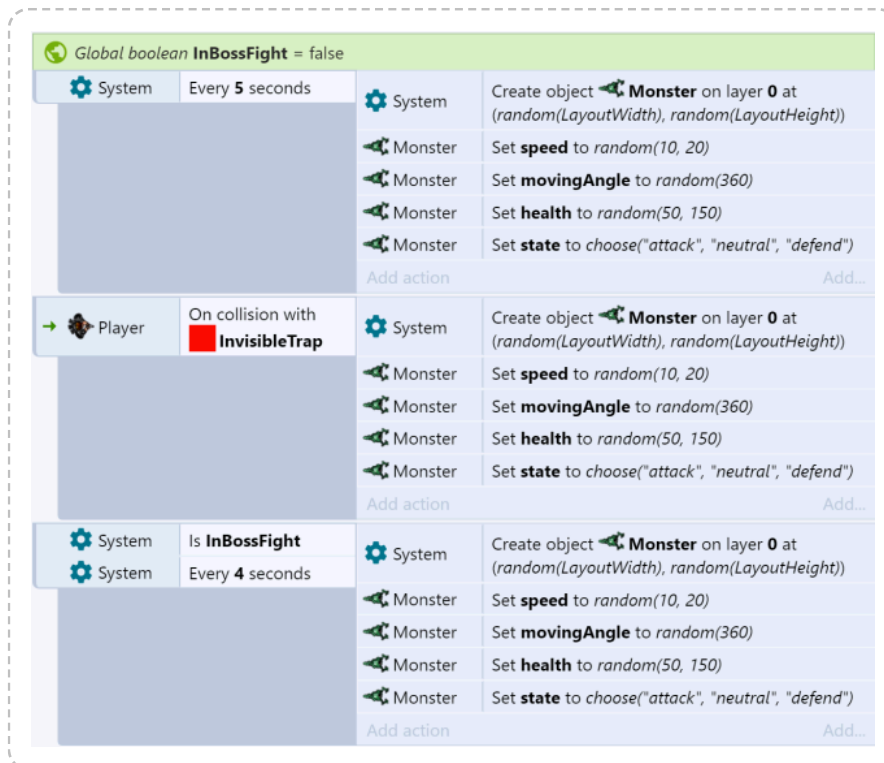 Global boolean InBossFight = false
System Every 5 seconds
System Create object Monster on layer 0 at
(random(LayoutWidth), random(LayoutHeight))
Monster Set speed to random(10, 20)
Monster Set movingAngle to random(360)
Monster Set health to random(50, 150)
Monster Set state to choose("attack", "neutral", "defend")
Add action Add...
Player On collision with
InvisibleTrap
System Create object Monster on layer 0 at
(random(LayoutWidth), random(LayoutHeight))
Monster Set speed to random(10, 20)
Monster Set movingAngle to random(360)
Monster Set health to random(50, 150)
Monster Set state to choose("attack", "neutral", "defend")
Add action Add...
System Is InBossFight
System Every 4 seconds
System Create object Monster on layer 0 at
(random(LayoutWidth), random(LayoutHeight))
Monster Set speed to random(10, 20)
Monster Set movingAngle to random(360)
Monster Set health to random(50, 150)
Monster Set state to choose("attack", "neutral", "defend")
Add action Add...